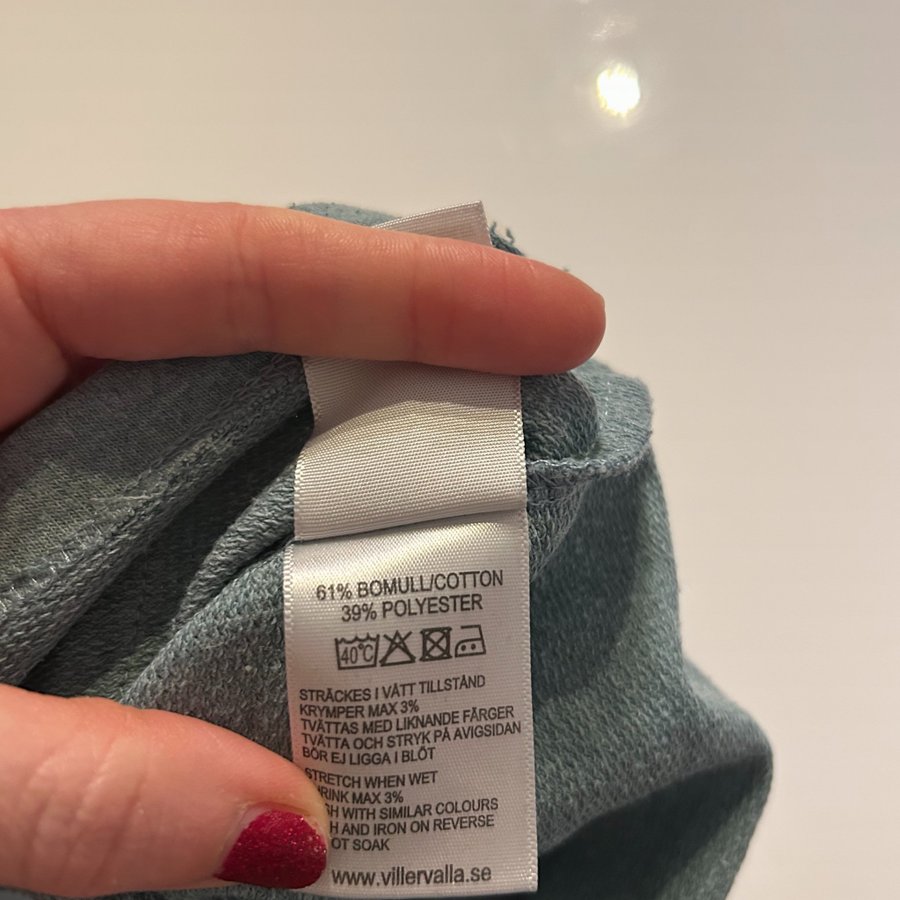 61% BOMULL/COTTON
39% POLYESTER
40°C
STRÄCKES I VÅTT TILLSTÅND
KRYMPER MAX 3%
TVÄTTAS MED LIKNANDE FÄRGER
TVÄTTA OCH STRYK PÅ AVIGSIDAN
BÖR EJ LIGGA I BLÖT
STRETCH WHEN WET
MAX 3%
WITH SIMILAR COLOURS
AND IRON ON REVERSE
SOAK
www.villervalla.se